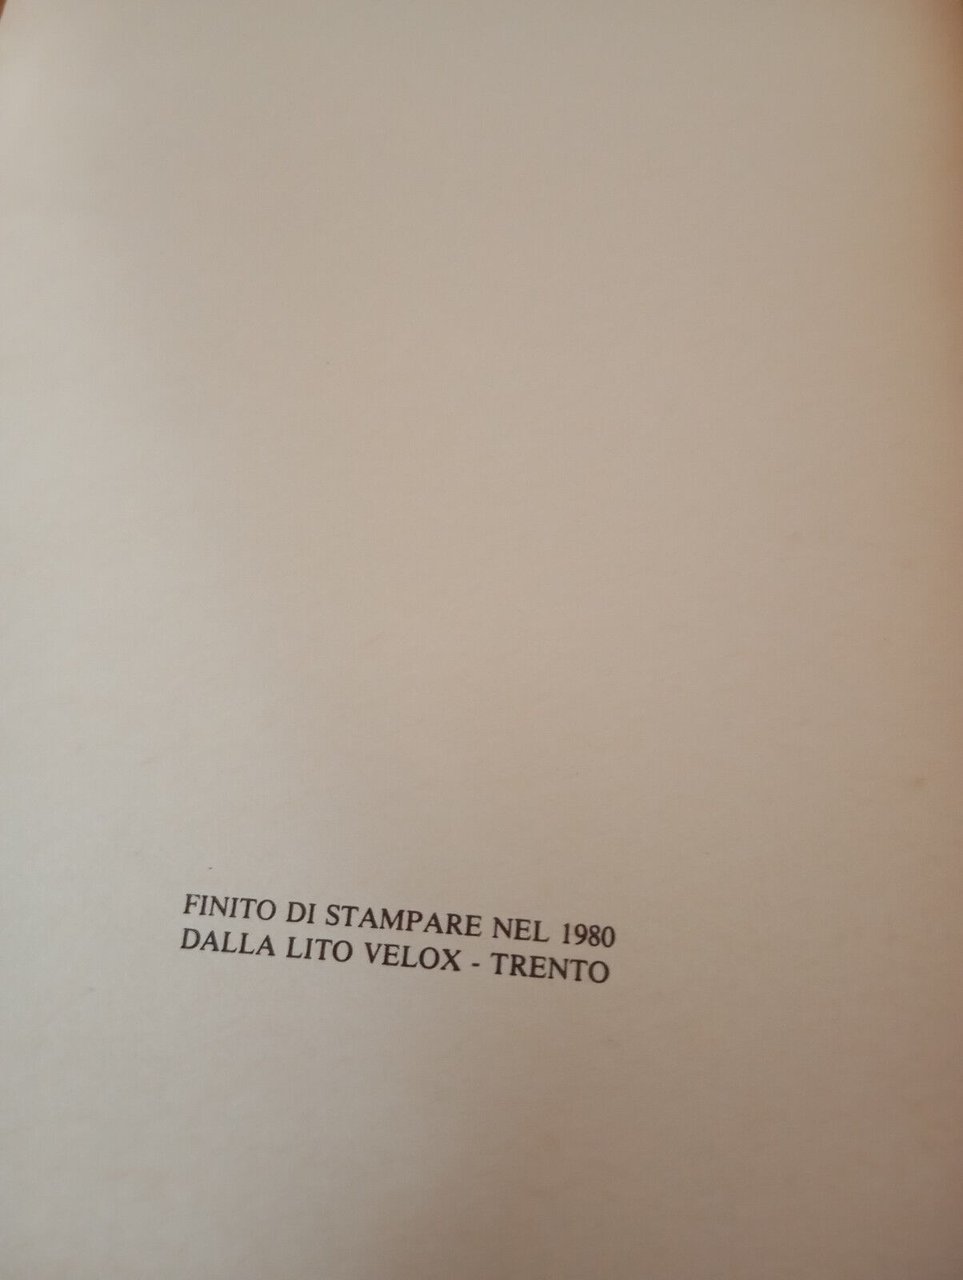 FINITO DI STAMPARE NEL 1980
DALLA LITO VELOX - TRENTO